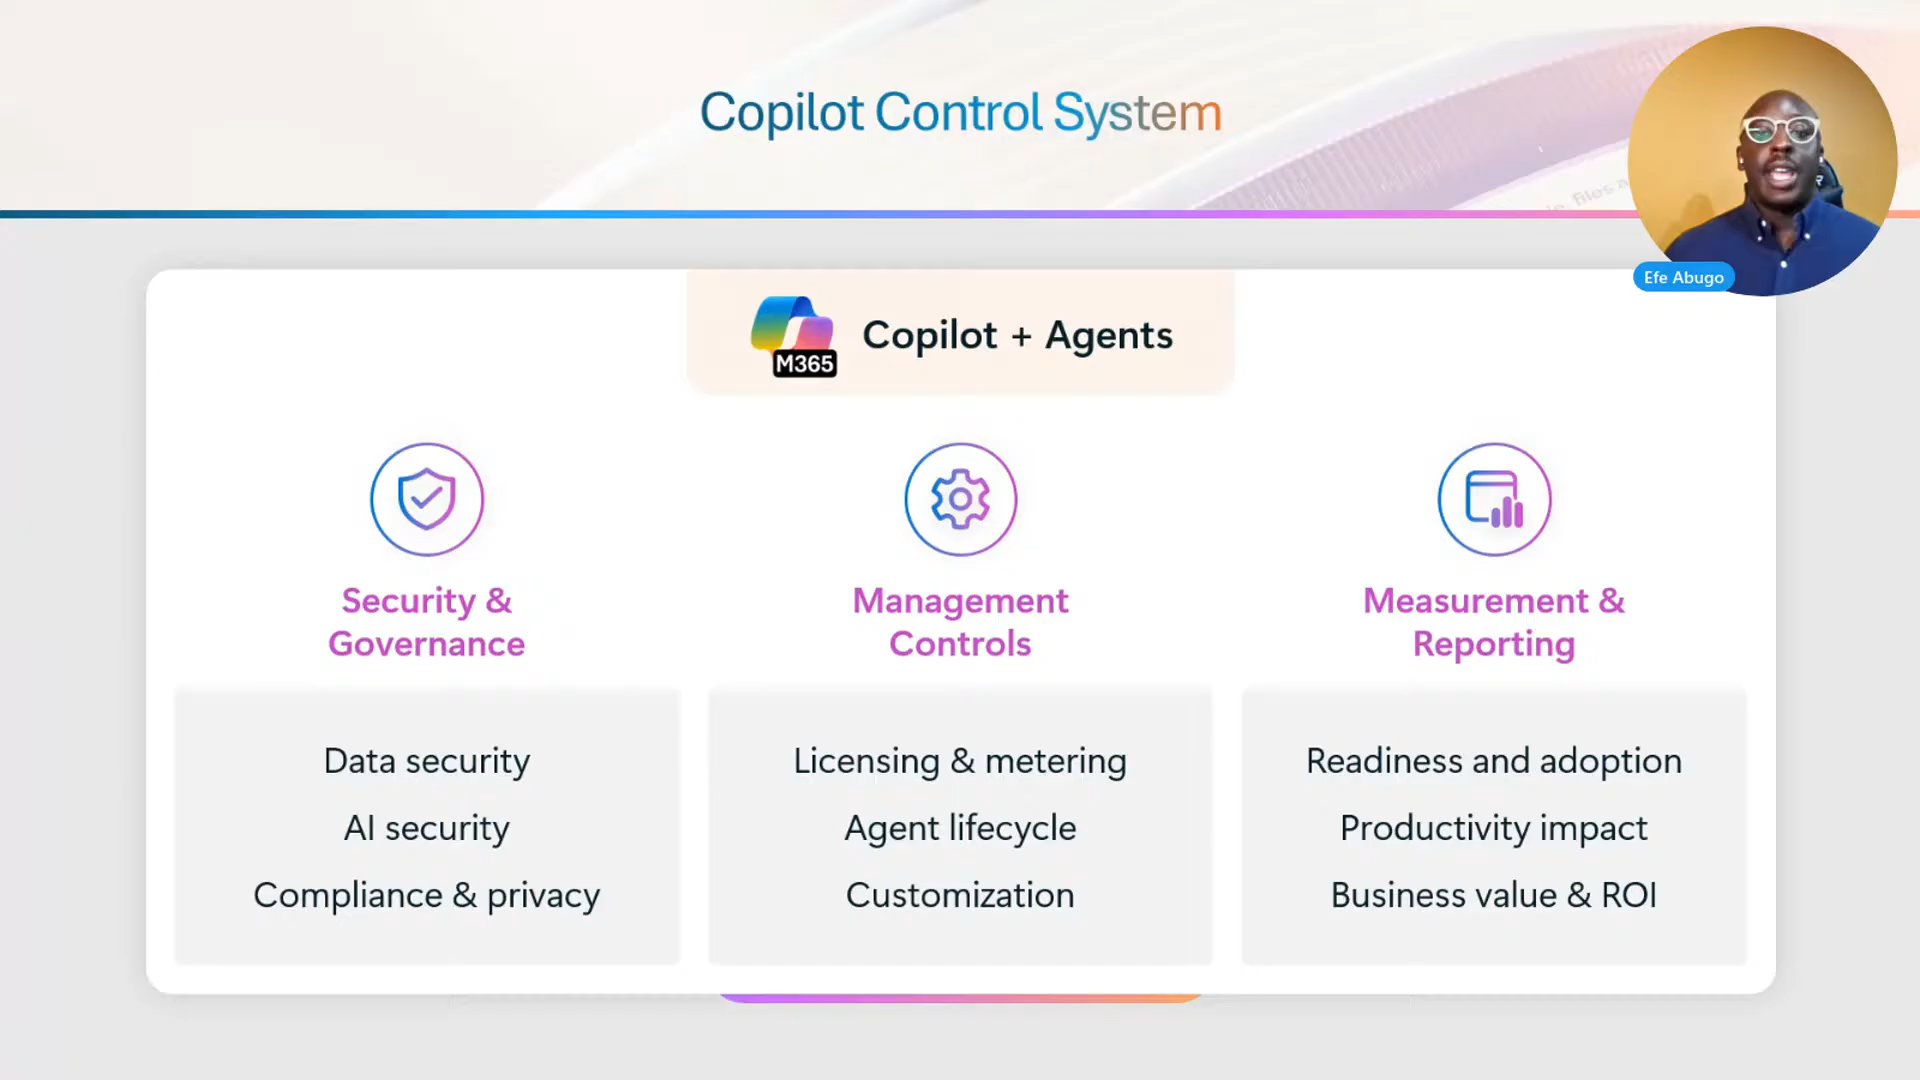 Copilot Control System
Efe Abugo
M365
Copilot + Agents
Security &
Governance
Data security
AI security
Compliance & privacy
Management
Controls
Licensing & metering
Agent lifecycle
Customization
Measurement &
Reporting
Readiness and adoption
Productivity impact
Business value & ROI